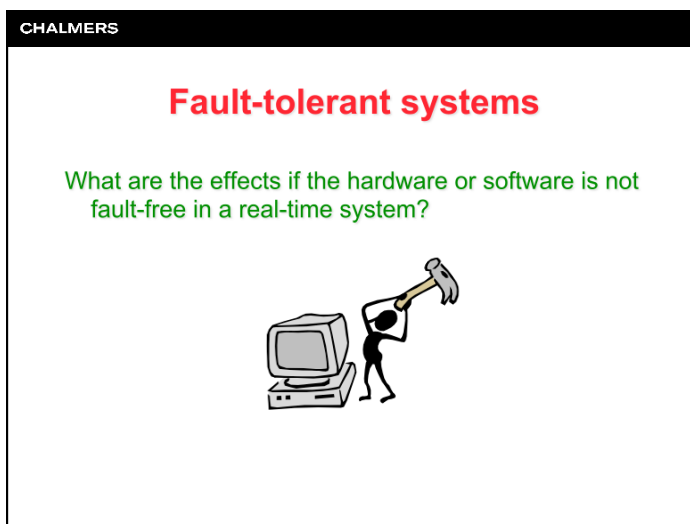 CHALMERS
Fault-tolerant systems
What are the effects if the hardware or software is not
fault-free in a real-time system?